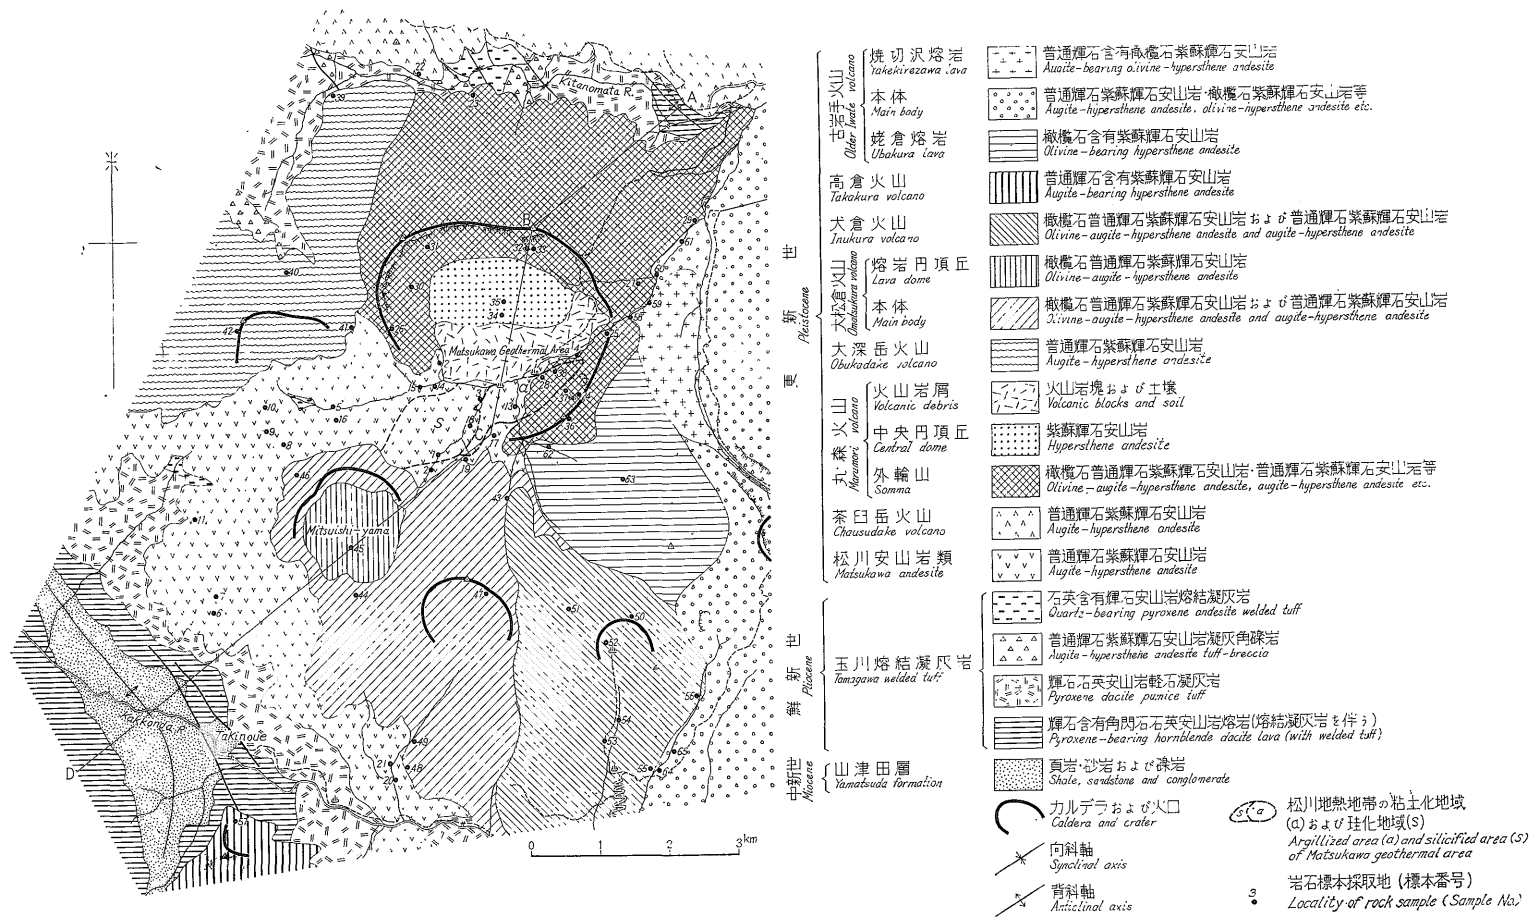 Kitanomata R.
A
B
Matsukawa Geothermal Area
S
a
Mitsuishi-yama
Kakkonda R.
Takinoue
D
0 1 2 3km
更新世
Pleistocene
鮮新世
Pliocene
中新世
Miocene
古岩手火山
Older Iwate volcano
焼切沢熔岩
Yakekirezawa lava
普通輝石含有橄欖石紫蘇輝石安山岩
Augite-bearing olivine-hypersthene andesite
本体
Main body
普通輝石紫蘇輝石安山岩·橄欖石紫蘇輝石安山岩等
Augite-hypersthene andesite, olivine-hypersthene andesite etc.
姥倉熔岩
Ubakura lava
橄欖石含有紫蘇輝石安山岩
Olivine-bearing hypersthene andesite
高倉火山
Takakura volcano
普通輝石含有紫蘇輝石安山岩
Augite-bearing hypersthene andesite
犬倉火山
Inukura volcano
橄欖石普通輝石紫蘇輝石安山岩および普通輝石紫蘇輝石安山岩
Olivine-augite-hypersthene andesite and augite-hypersthene andesite
大松倉火山
Omatsukura volcano
熔岩円頂丘
Lava dome
橄欖石普通輝石紫蘇輝石安山岩
Olivine-augite-hypersthene andesite
本体
Main body
橄欖石普通輝石紫蘇輝石安山岩および普通輝石紫蘇輝石安山岩
Olivine-augite-hypersthene andesite and augite-hypersthene andesite
大深岳火山
Obukadake volcano
普通輝石紫蘇輝石安山岩
Augite-hypersthene andesite
丸森火山
Marumori volcano
火山岩屑
Volcanic debris
火山岩塊および土壌
Volcanic blocks and soil
中央円頂丘
Central dome
紫蘇輝石安山岩
Hypersthene andesite
外輪山
Somma
橄欖石普通輝石紫蘇輝石安山岩·普通輝石紫蘇輝石安山岩等
Olivine-augite-hypersthene andesite, augite-hypersthene andesite etc.
茶臼岳火山
Chausudake volcano
普通輝石紫蘇輝石安山岩
Augite-hypersthene andesite
松川安山岩類
Matsukawa andesite
普通輝石紫蘇輝石安山岩
Augite-hypersthene andesite
玉川熔結凝灰岩
Tamagawa welded tuff
石英含有輝石安山岩熔結凝灰岩
Quartz-bearing pyroxene andesite welded tuff
普通輝石紫蘇輝石安山岩凝灰角礫岩
Augite-hypersthene andesite tuff-breccia
輝石石英安山岩軽石凝灰岩
Pyroxene dacite pumice tuff
輝石含有角閃石石英安山岩熔岩(熔結凝灰岩を伴う)
Pyroxene-bearing hornblende dacite lava (with welded tuff)
山津田層
Yamatsuda formation
頁岩·砂岩および礫岩
Shale, sandstone and conglomerate
カルデラおよび火口
Caldera and crater
向斜軸
Synclinal axis
背斜軸
Anticlinal axis
s a
松川地熱地帯の粘土化地域
(a)および珪化地域(s)
Argillized area (a) and silicified area (s)
of Matsukawa geothermal area
3
岩石標本採取地(標本番号)
Locality of rock sample (Sample No.)